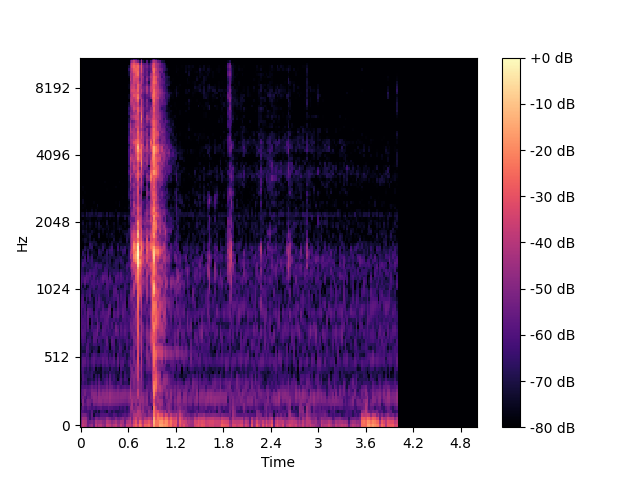 8192
4096
2048
1024
512
0
Hz
0 0.6 1.2 1.8 2.4 3 3.6 4.2 4.8
Time
+0 dB
-10 dB
-20 dB
-30 dB
-40 dB
-50 dB
-60 dB
-70 dB
-80 dB